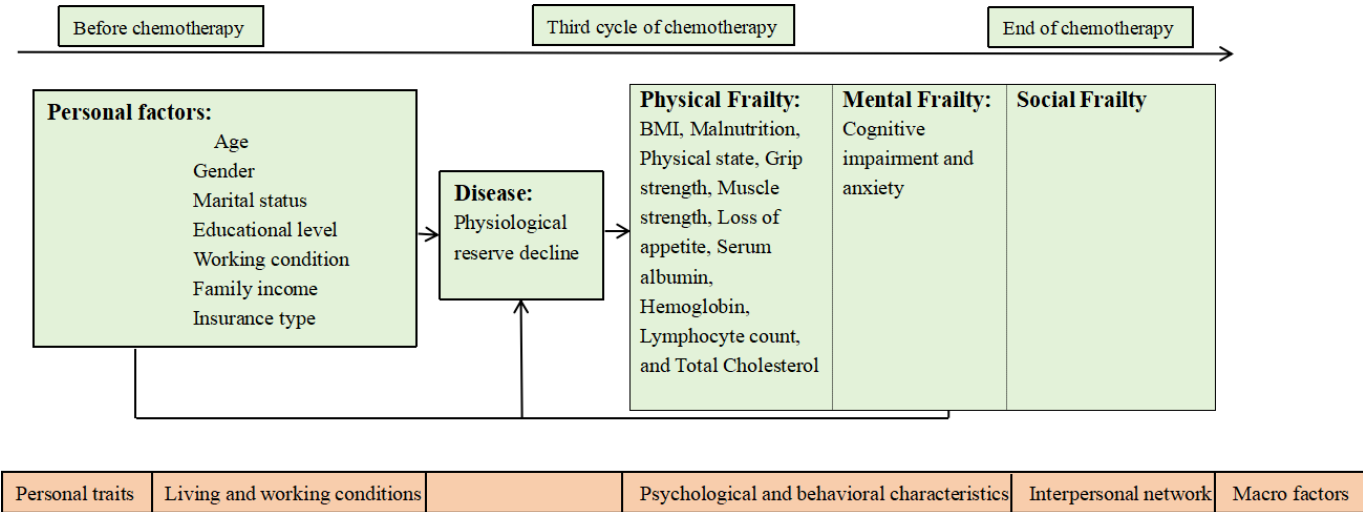 Before chemotherapy
Third cycle of chemotherapy
End of chemotherapy
Personal factors:
Age
Gender
Marital status
Educational level
Working condition
Family income
Insurance type
Disease:
Physiological
reserve decline
Physical Frailty:
BMI, Malnutrition,
Physical state, Grip
strength, Muscle
strength, Loss of
appetite, Serum
albumin,
Hemoglobin,
Lymphocyte count,
and Total Cholesterol
Mental Frailty:
Cognitive
impairment and
anxiety
Social Frailty
Personal traits
Living and working conditions
Psychological and behavioral characteristics
Interpersonal network
Macro factors